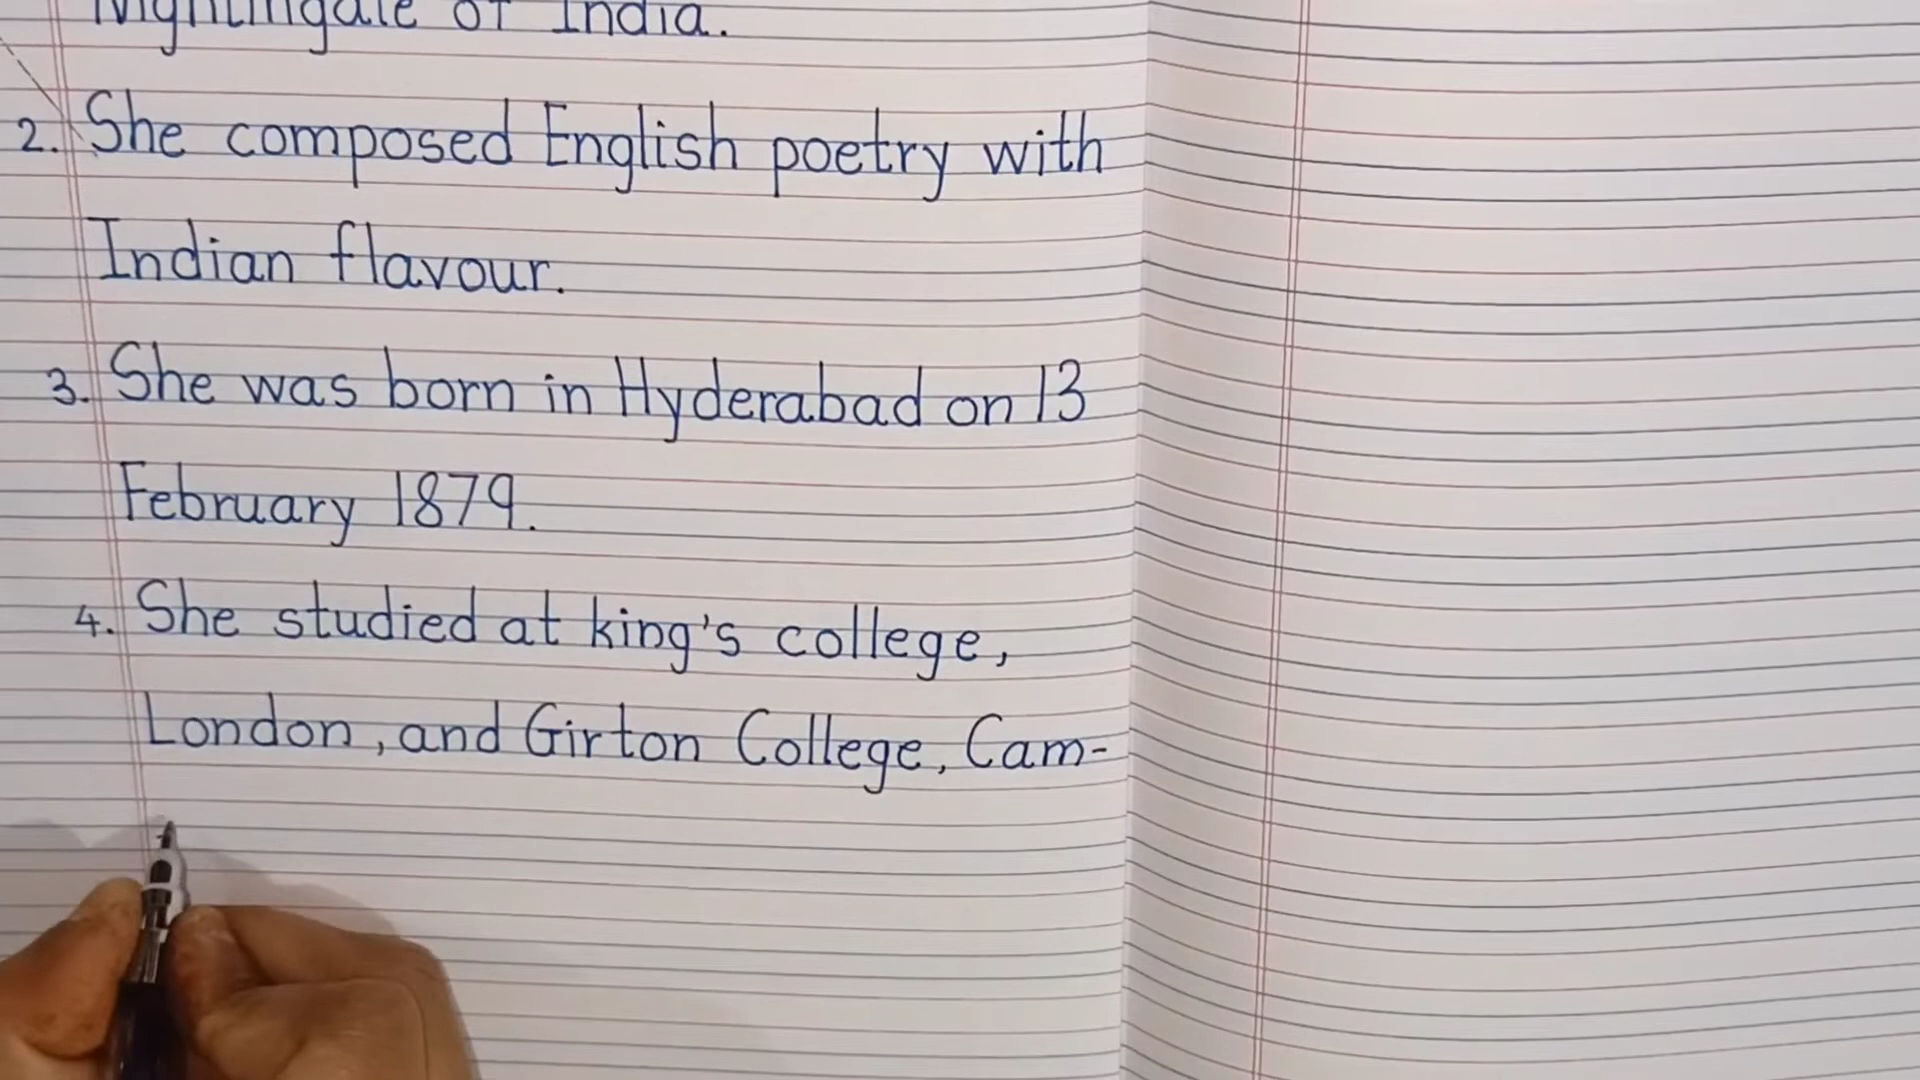 Nightingale of India.
2. She composed English poetry with
Indian flavour.
3. She was born in Hyderabad on 13
February 1879.
4. She studied at king's college,
London, and Girton College, Cam-